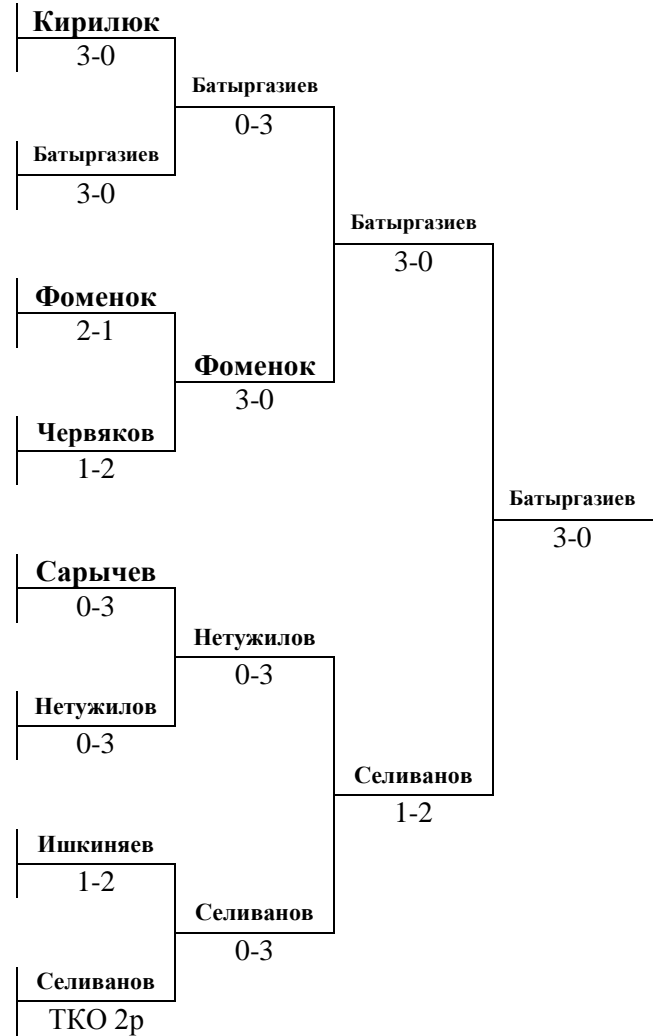 Кирилюк
3-0
Батыргазиев
0-3
Батыргазиев
3-0
Батыргазиев
3-0
Фоменок
2-1
Фоменок
3-0
Червяков
1-2
Батыргазиев
3-0
Сарычев
0-3
Нетужилов
0-3
Нетужилов
0-3
Селиванов
1-2
Ишкиняев
1-2
Селиванов
0-3
Селиванов
ТКО 2р